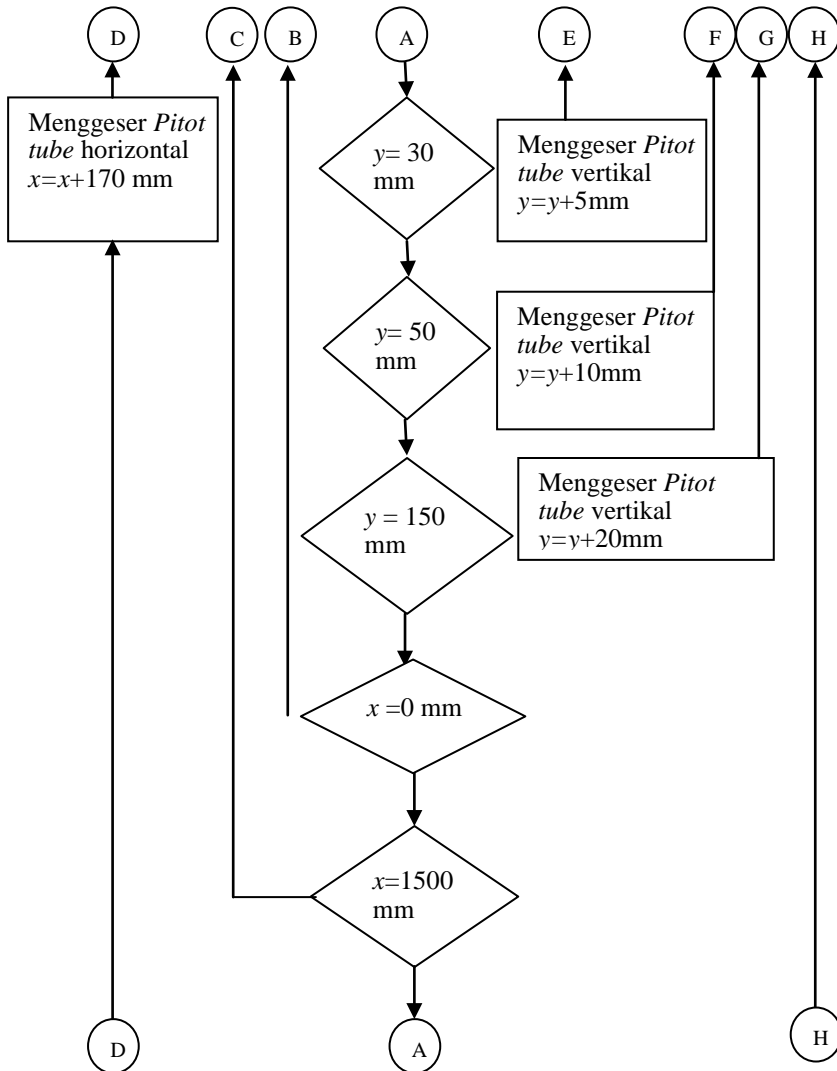 D
C
B
A
E
F
G
H
Menggeser Pitot
tube horizontal
x=x+170 mm
y= 30
mm
Menggeser Pitot
tube vertikal
y=y+5mm
y= 50
mm
Menggeser Pitot
tube vertikal
y=y+10mm
y = 150
mm
Menggeser Pitot
tube vertikal
y=y+20mm
x =0 mm
x=1500
mm
D
A
H